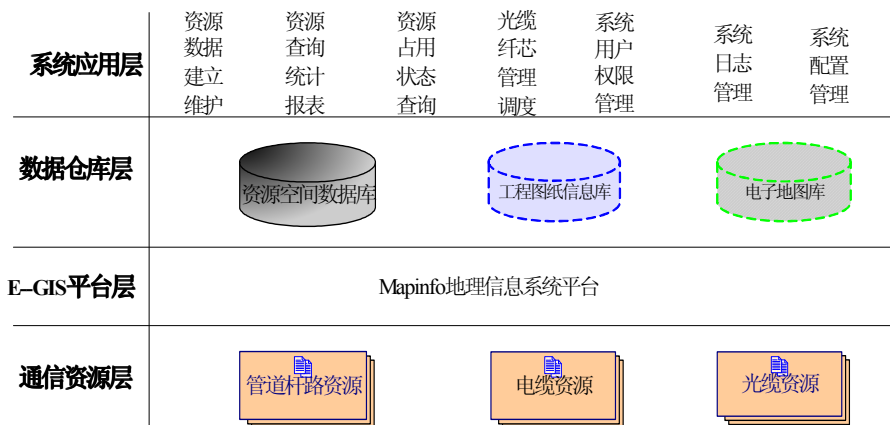 系统应用层
资源
数据
建立
维护
资源
查询
统计
报表
资源
占用
状态
查询
光缆
纤芯
管理
调度
系统
用户
权限
管理
系统
日志
管理
系统
配置
管理
数据仓库层
资源空间数据库
工程图纸信息库
电子地图库
E–GIS平台层
Mapinfo地理信息系统平台
通信资源层
管道杆路资源
电缆资源
光缆资源